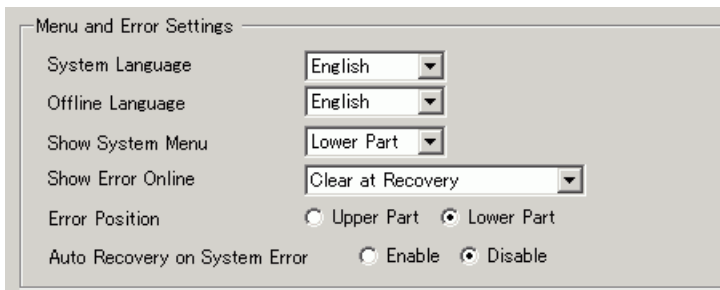 Menu and Error Settings
System Language English
Offline Language English
Show System Menu Lower Part
Show Error Online Clear at Recovery
Error Position Upper Part Lower Part
Auto Recovery on System Error Enable Disable